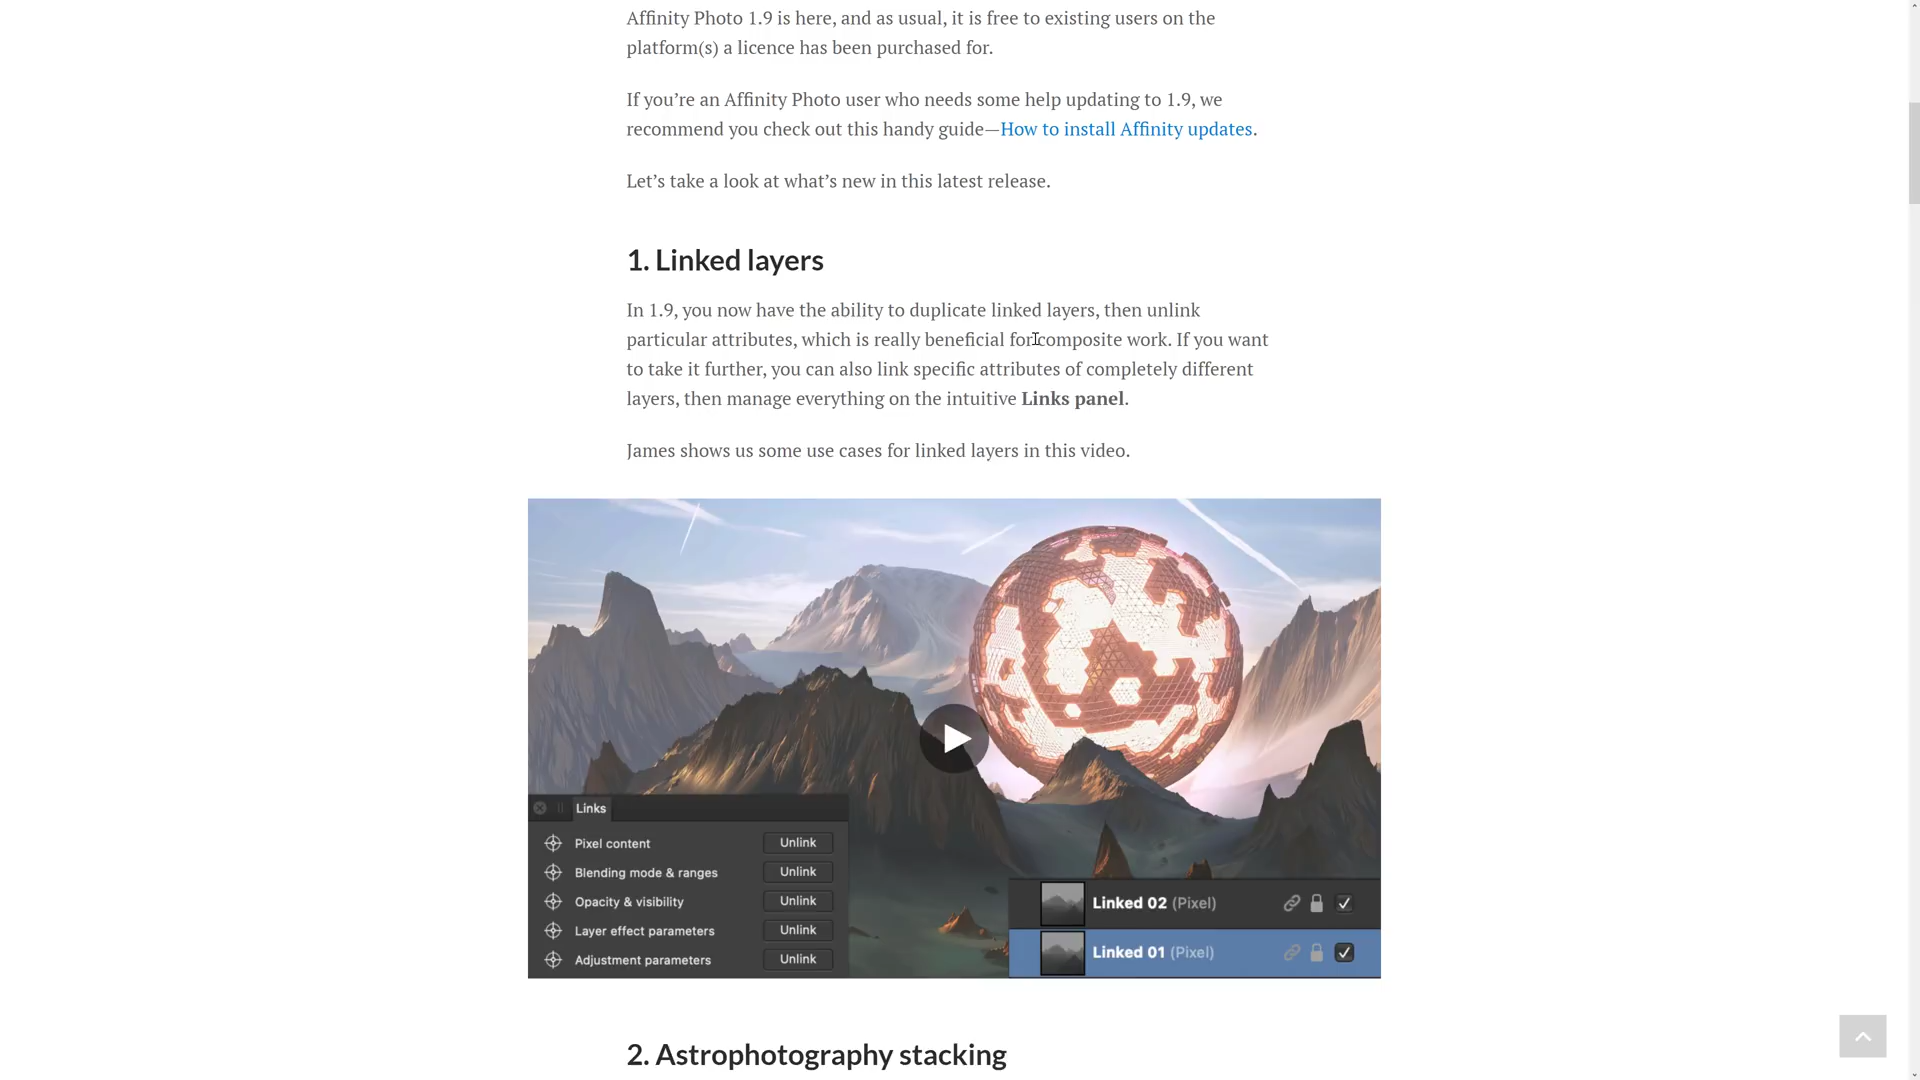 Affinity Photo 1.9 is here, and as usual, it is free to existing users on the
platform(s) a licence has been purchased for.
If you’re an Affinity Photo user who needs some help updating to 1.9, we
recommend you check out this handy guide—How to install Affinity updates.
Let’s take a look at what’s new in this latest release.
1. Linked layers
In 1.9, you now have the ability to duplicate linked layers, then unlink
particular attributes, which is really beneficial for composite work. If you want
to take it further, you can also link specific attributes of completely different
layers, then manage everything on the intuitive Links panel.
James shows us some use cases for linked layers in this video.
Links
Pixel content Unlink
Blending mode & ranges Unlink
Opacity & visibility Unlink
Layer effect parameters Unlink
Adjustment parameters Unlink
Linked 02 (Pixel)
Linked 01 (Pixel)
2. Astrophotography stacking